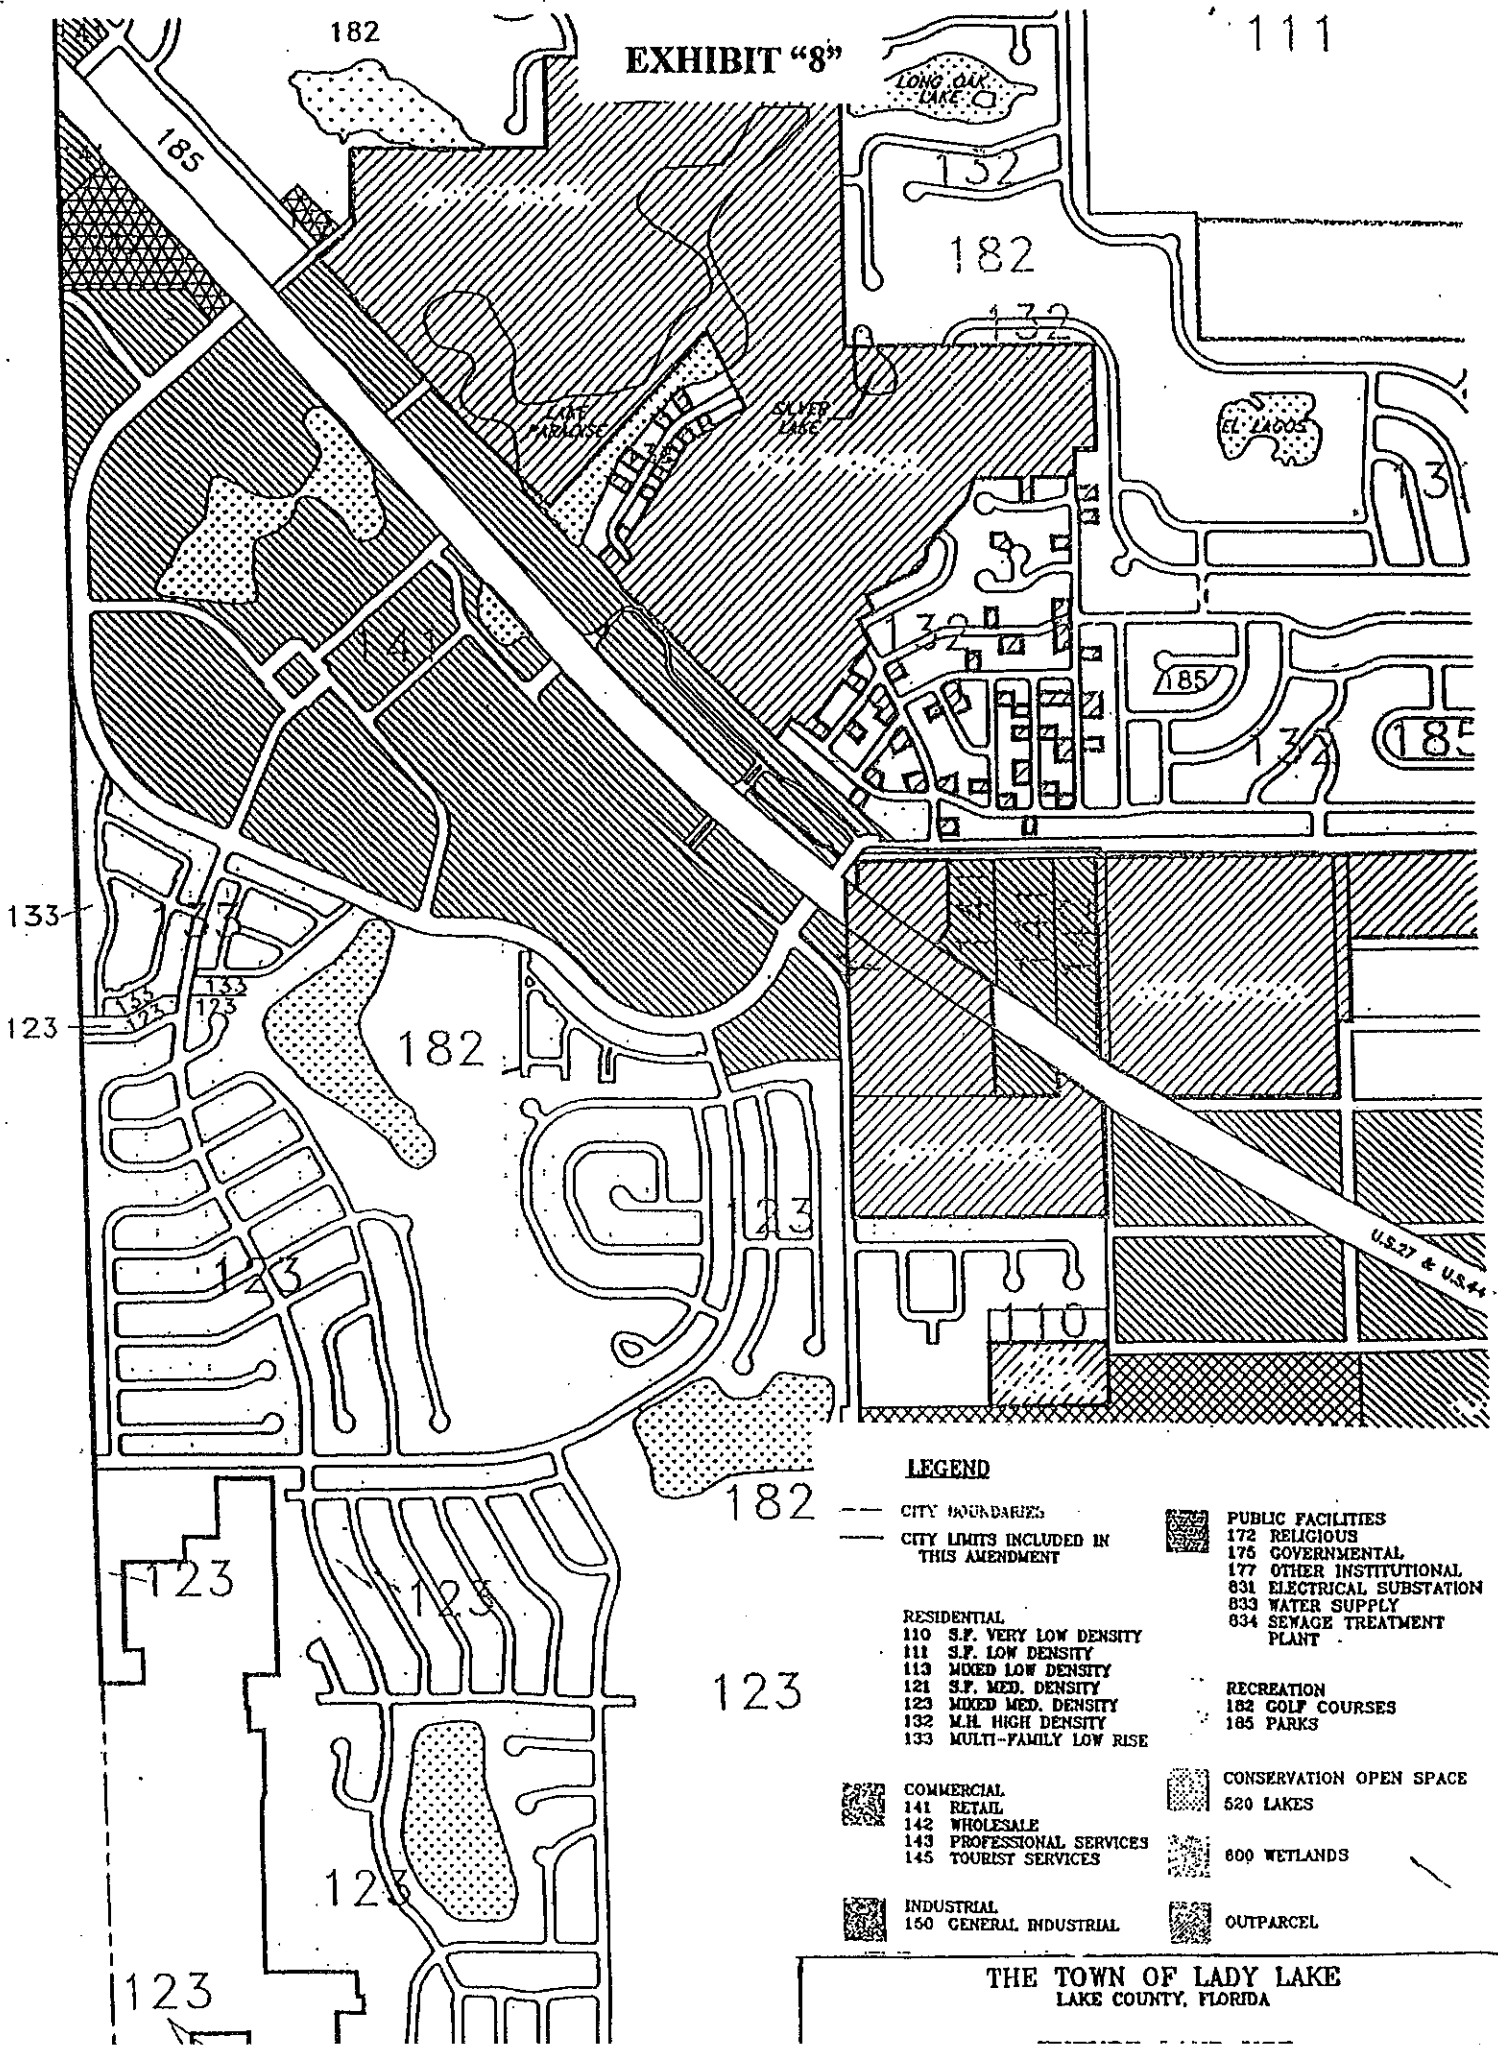 EXHIBIT “8”
182
111
LONG OAK
LAKE
185
132
182
132
LAKE
PARADISE
SILVER
LAKE
EL LAGOS
13
141
132
185
132
185
133
133
133
123
123
123
182
141
141
123
123
U.S.27 & U.S.44
110
182
123
123
123
123
123
LEGEND
CITY BOUNDARIES
CITY LIMITS INCLUDED IN
THIS AMENDMENT
RESIDENTIAL
110 S.F. VERY LOW DENSITY
111 S.F. LOW DENSITY
113 MIXED LOW DENSITY
121 S.F. MED. DENSITY
123 MIXED MED. DENSITY
132 M.H. HIGH DENSITY
133 MULTI-FAMILY LOW RISE
COMMERCIAL
141 RETAIL
142 WHOLESALE
143 PROFESSIONAL SERVICES
145 TOURIST SERVICES
INDUSTRIAL
150 GENERAL INDUSTRIAL
PUBLIC FACILITIES
172 RELIGIOUS
175 GOVERNMENTAL
177 OTHER INSTITUTIONAL
831 ELECTRICAL SUBSTATION
833 WATER SUPPLY
834 SEWAGE TREATMENT
PLANT
RECREATION
182 GOLF COURSES
185 PARKS
CONSERVATION OPEN SPACE
520 LAKES
600 WETLANDS
OUTPARCEL
THE TOWN OF LADY LAKE
LAKE COUNTY, FLORIDA